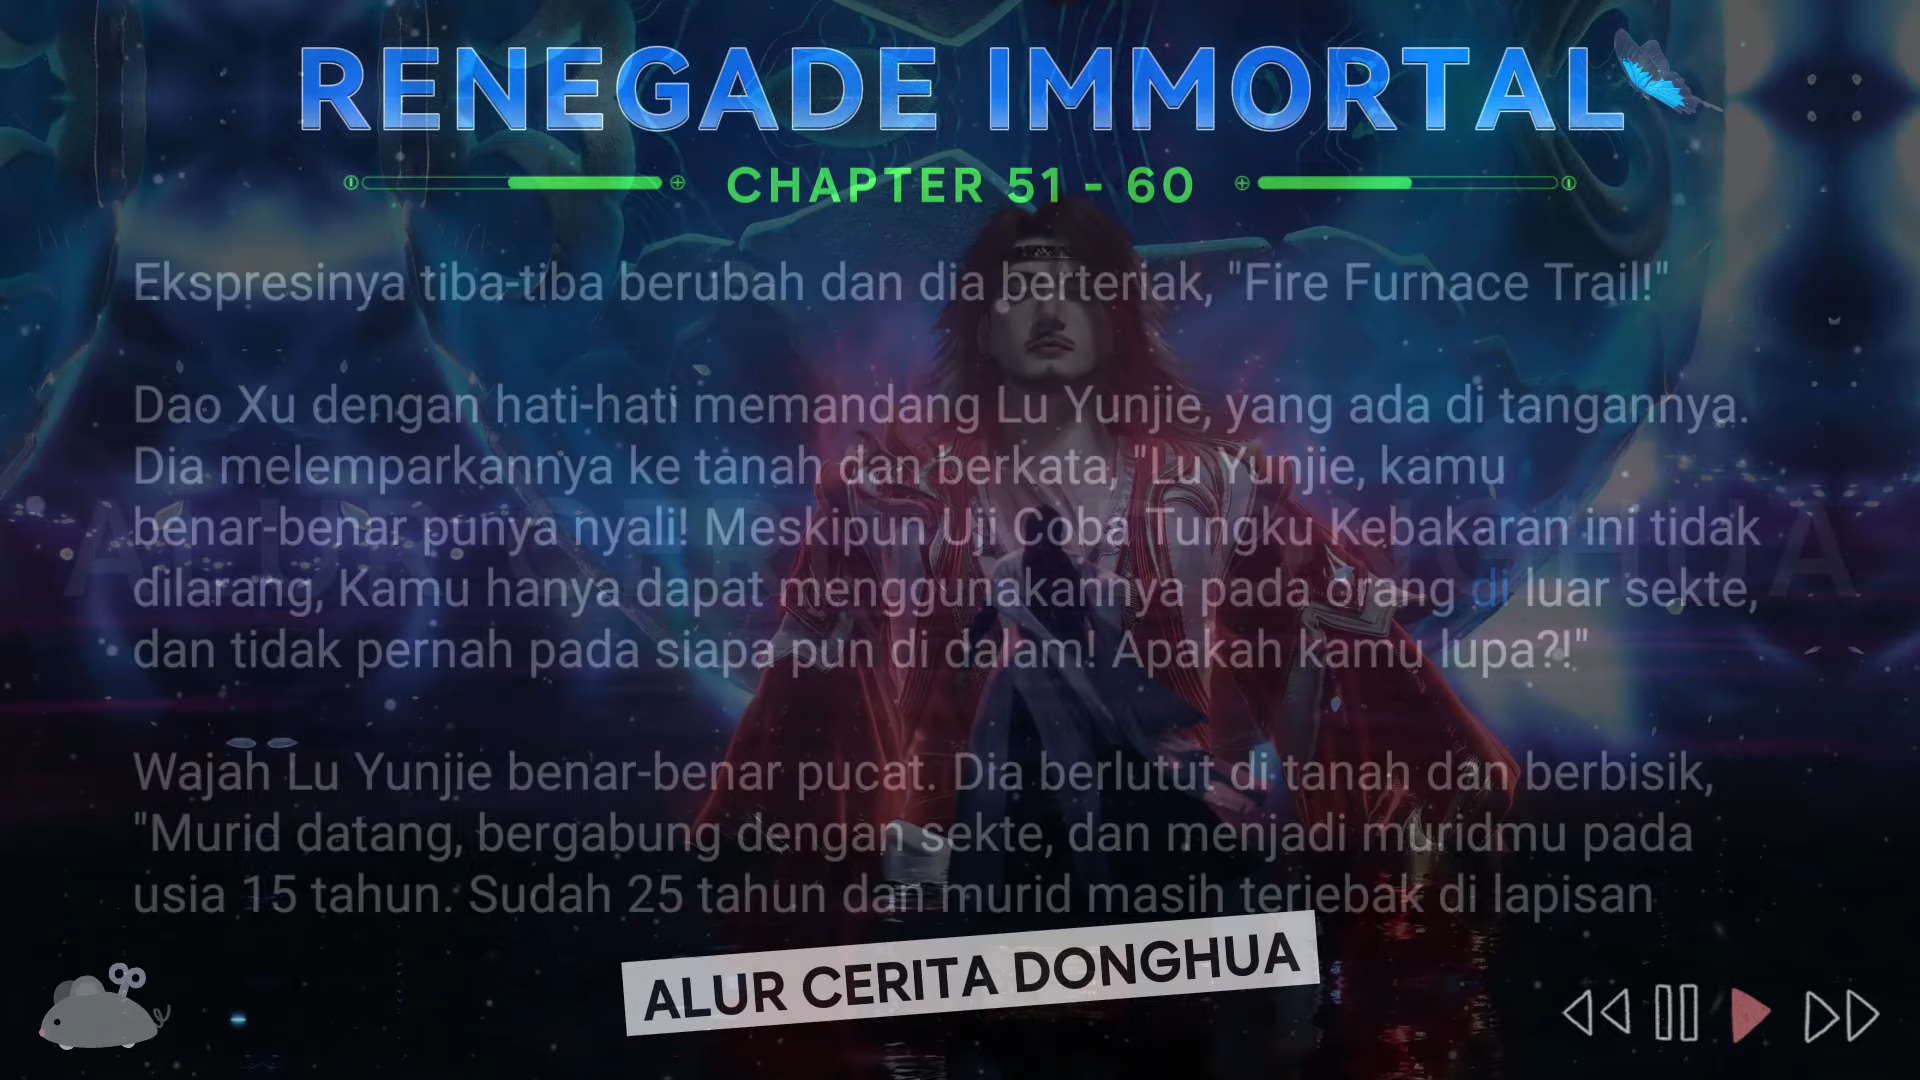 RENEGADE IMMORTAL
CHAPTER 51 - 60
Ekspresinya tiba-tiba berubah dan dia berteriak, "Fire Furnace Trail!"
Dao Xu dengan hati-hati memandang Lu Yunjie, yang ada di tangannya.
Dia melemparkannya ke tanah dan berkata, "Lu Yunjie, kamu
benar-benar punya nyali! Meskipun Uji Coba Tungku Kebakaran ini tidak
dilarang, Kamu hanya dapat menggunakannya pada orang di luar sekte,
dan tidak pernah pada siapa pun di dalam! Apakah kamu lupa?!"
Wajah Lu Yunjie benar-benar pucat. Dia berlutut di tanah dan berbisik,
"Murid datang, bergabung dengan sekte, dan menjadi muridmu pada
usia 15 tahun. Sudah 25 tahun dan murid masih terjebak di lapisan
ALUR CERITA DONGHUA